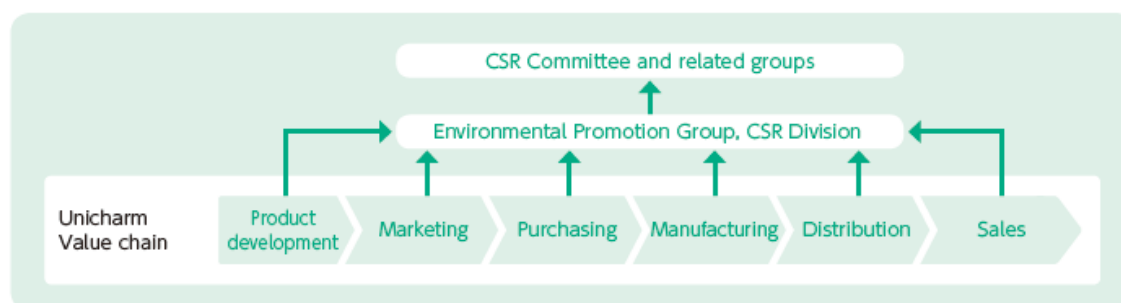 CSR Committee and related groups
Environmental Promotion Group, CSR Division
Unicharm
Value chain
Product
development
Marketing
Purchasing
Manufacturing
Distribution
Sales